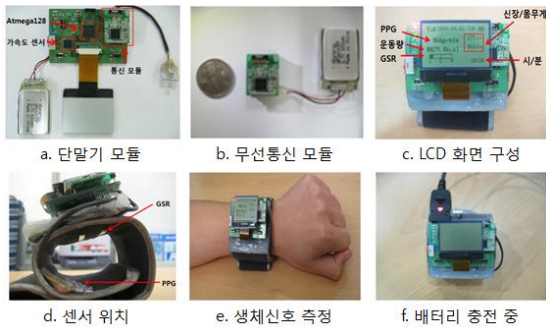 Atmega128
가속도 센서
통신 모듈
PPG
운동량
GSR
신장/몸무게
시/분
a. 단말기 모듈
b. 무선통신 모듈
c. LCD 화면 구성
GSR
PPG
d. 센서 위치
e. 생체신호 측정
f. 배터리 충전 중